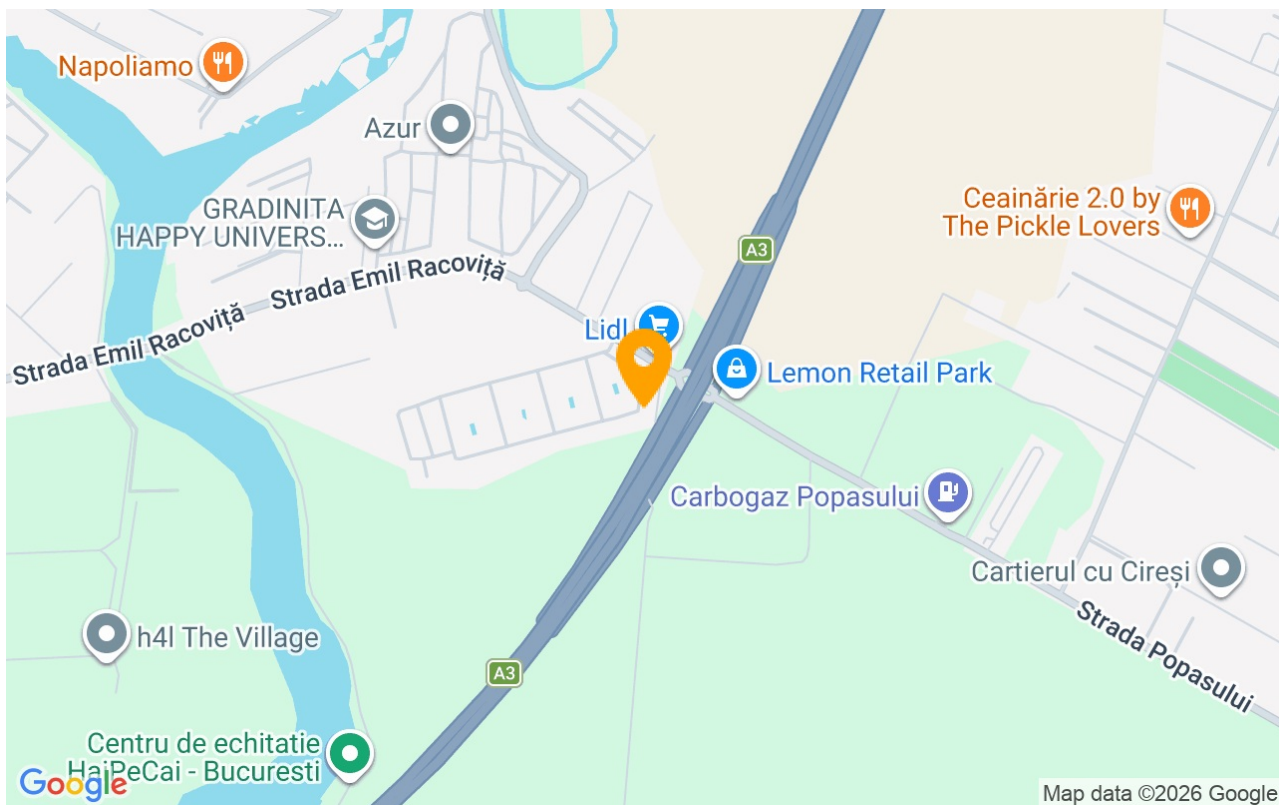 Napoliamo
Azur
GRADINITA
HAPPY UNIVERS...
Ceainărie 2.0 by
The Pickle Lovers
A3
Strada Emil Racoviță
Strada Emil Racoviță
Lidl
Lemon Retail Park
Carbogaz Popasului
Cartierul cu Cireși
h4l The Village
Strada Popasului
A3
Centru de echitatie
HaiPeCai - Bucuresti
Google
Map data ©2026 Google